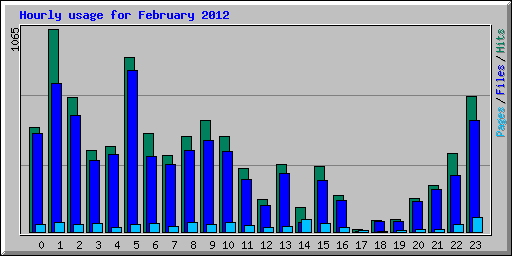 Hourly usage for February 2012
1065
Pages/Files/Hits
0 1 2 3 4 5 6 7 8 9 10 11 12 13 14 15 16 17 18 19 20 21 22 23